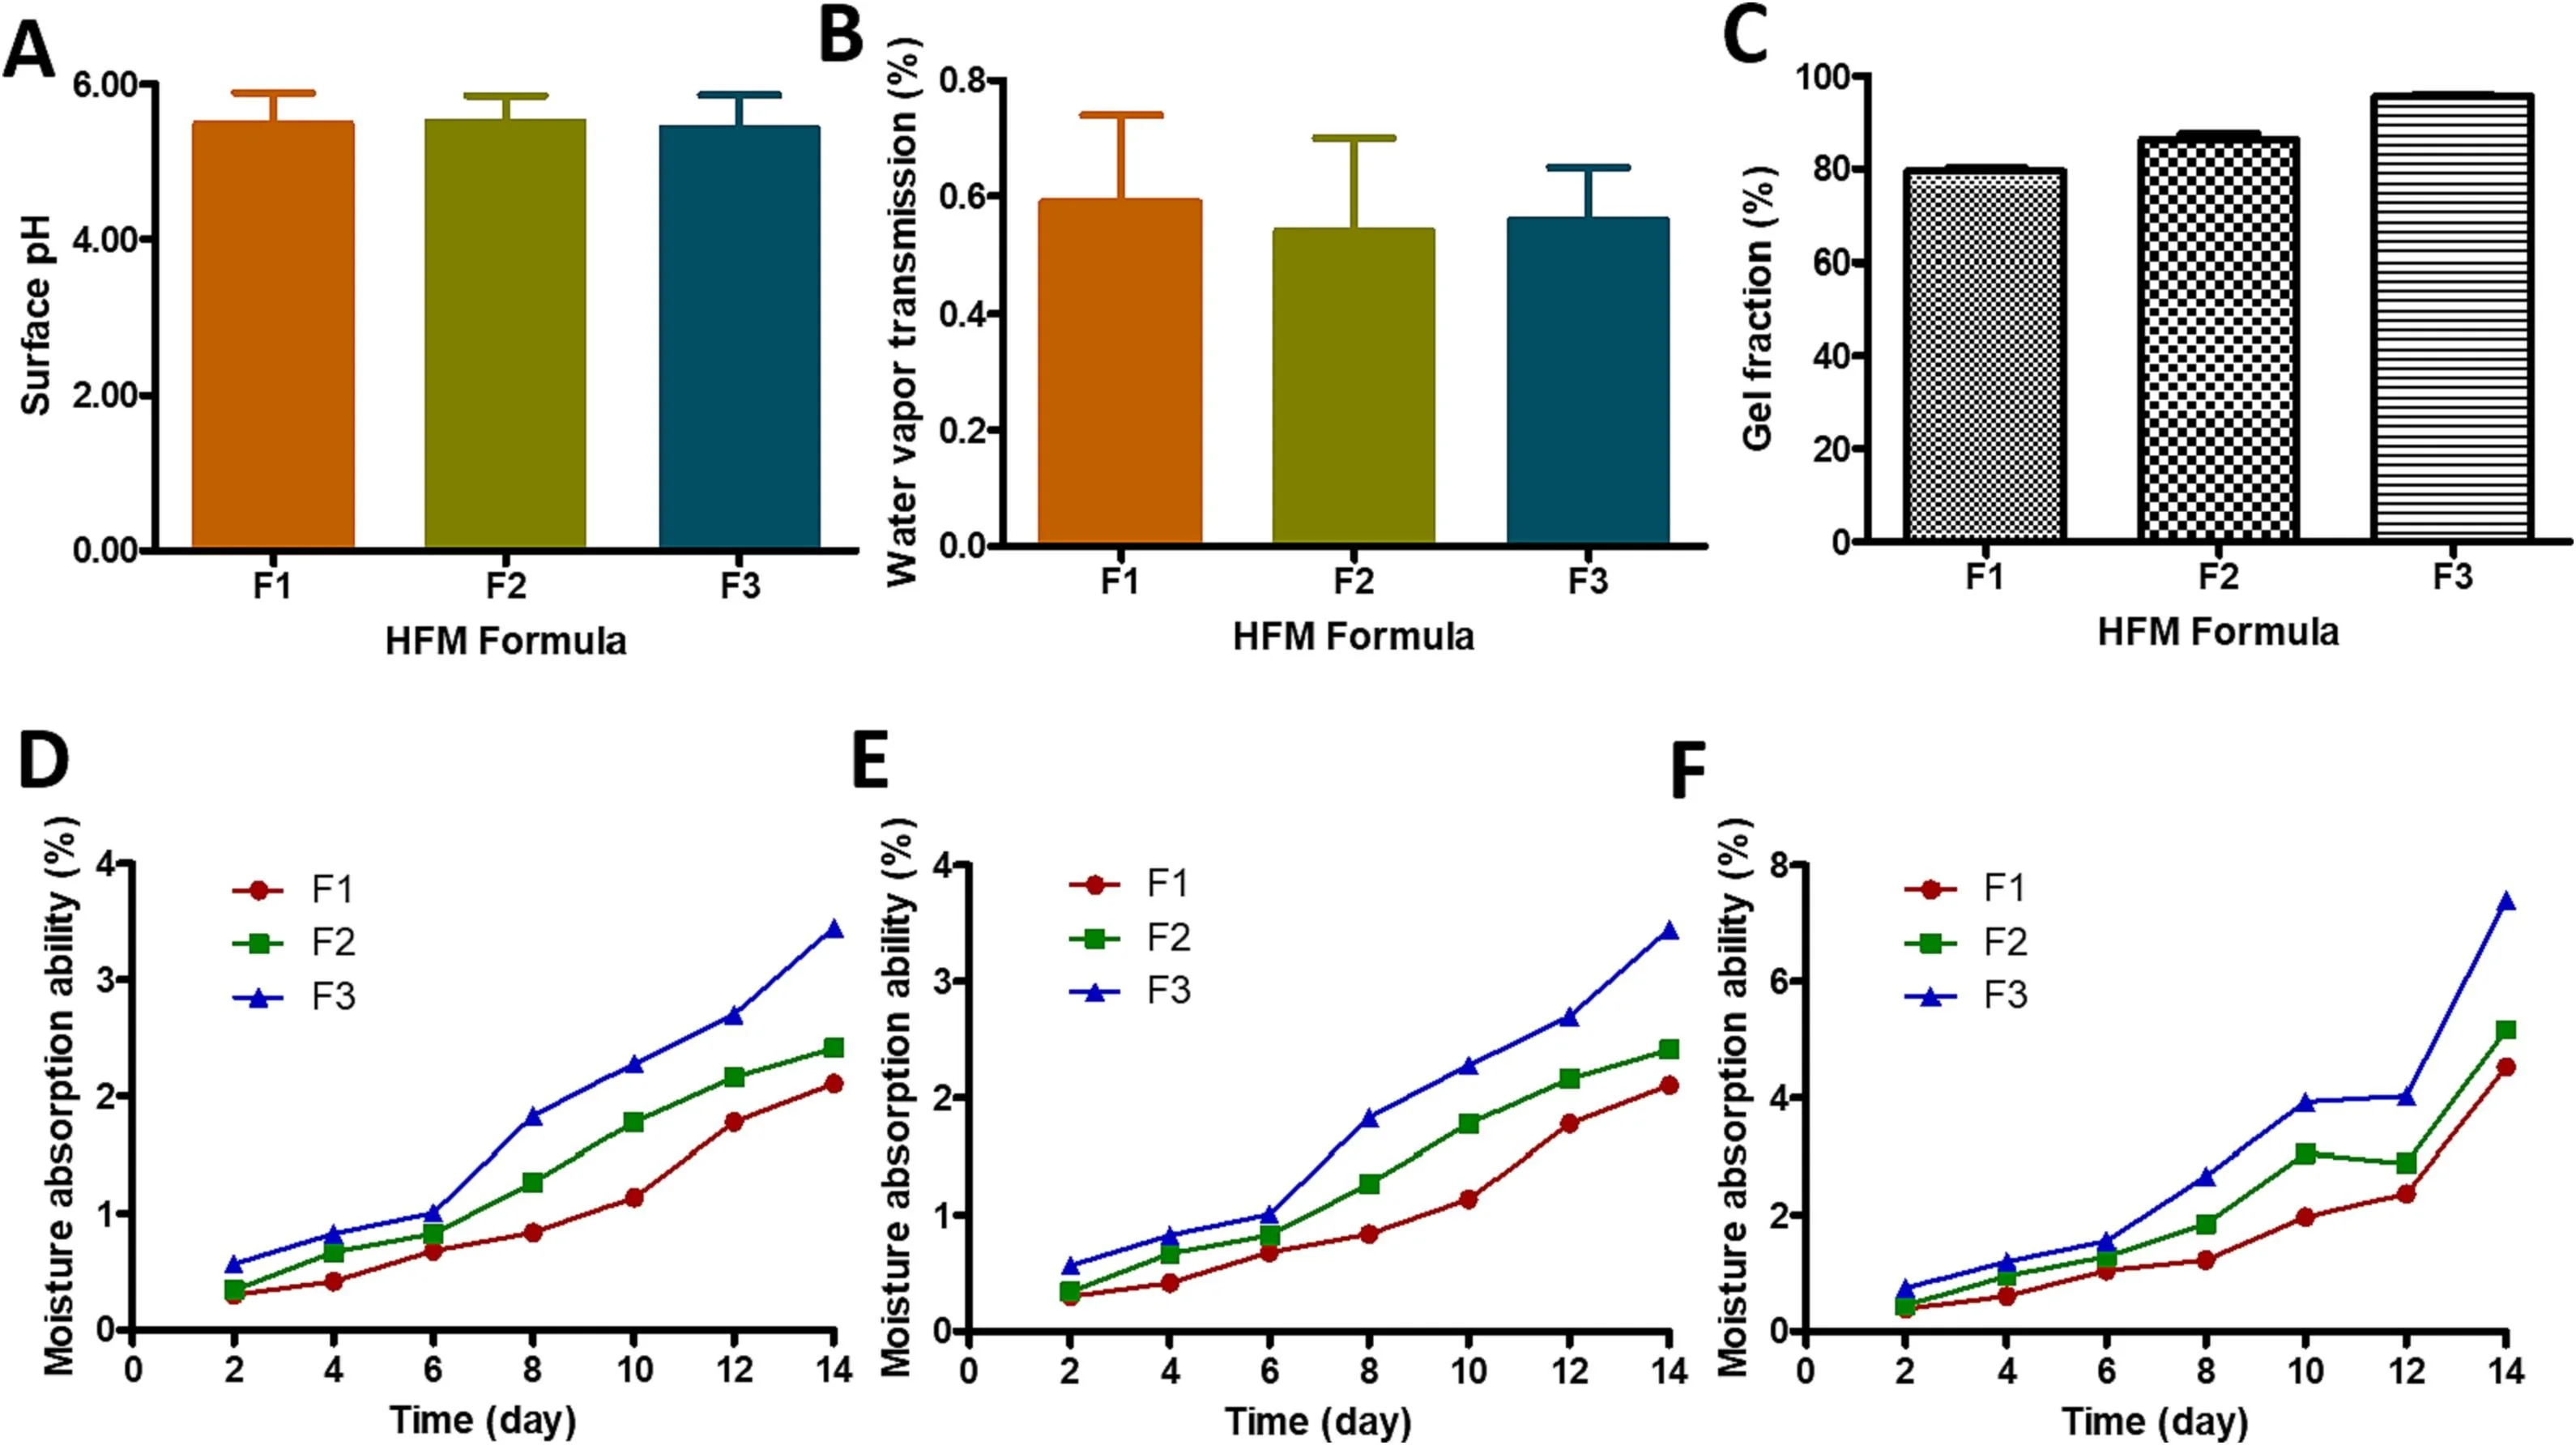 A
Surface pH
6.00
4.00
2.00
0.00
F1 F2 F3
HFM Formula
B
Water vapor transmission (%)
0.8
0.6
0.4
0.2
0.0
F1 F2 F3
HFM Formula
C
Gel fraction (%)
100
80
60
40
20
0
F1 F2 F3
HFM Formula
D
Moisture absorption ability (%)
4
3
2
1
0
F1
F2
F3
0 2 4 6 8 10 12 14
Time (day)
E
Moisture absorption ability (%)
4
3
2
1
0
F1
F2
F3
0 2 4 6 8 10 12 14
Time (day)
F
Moisture absorption ability (%)
8
6
4
2
0
F1
F2
F3
0 2 4 6 8 10 12 14
Time (day)